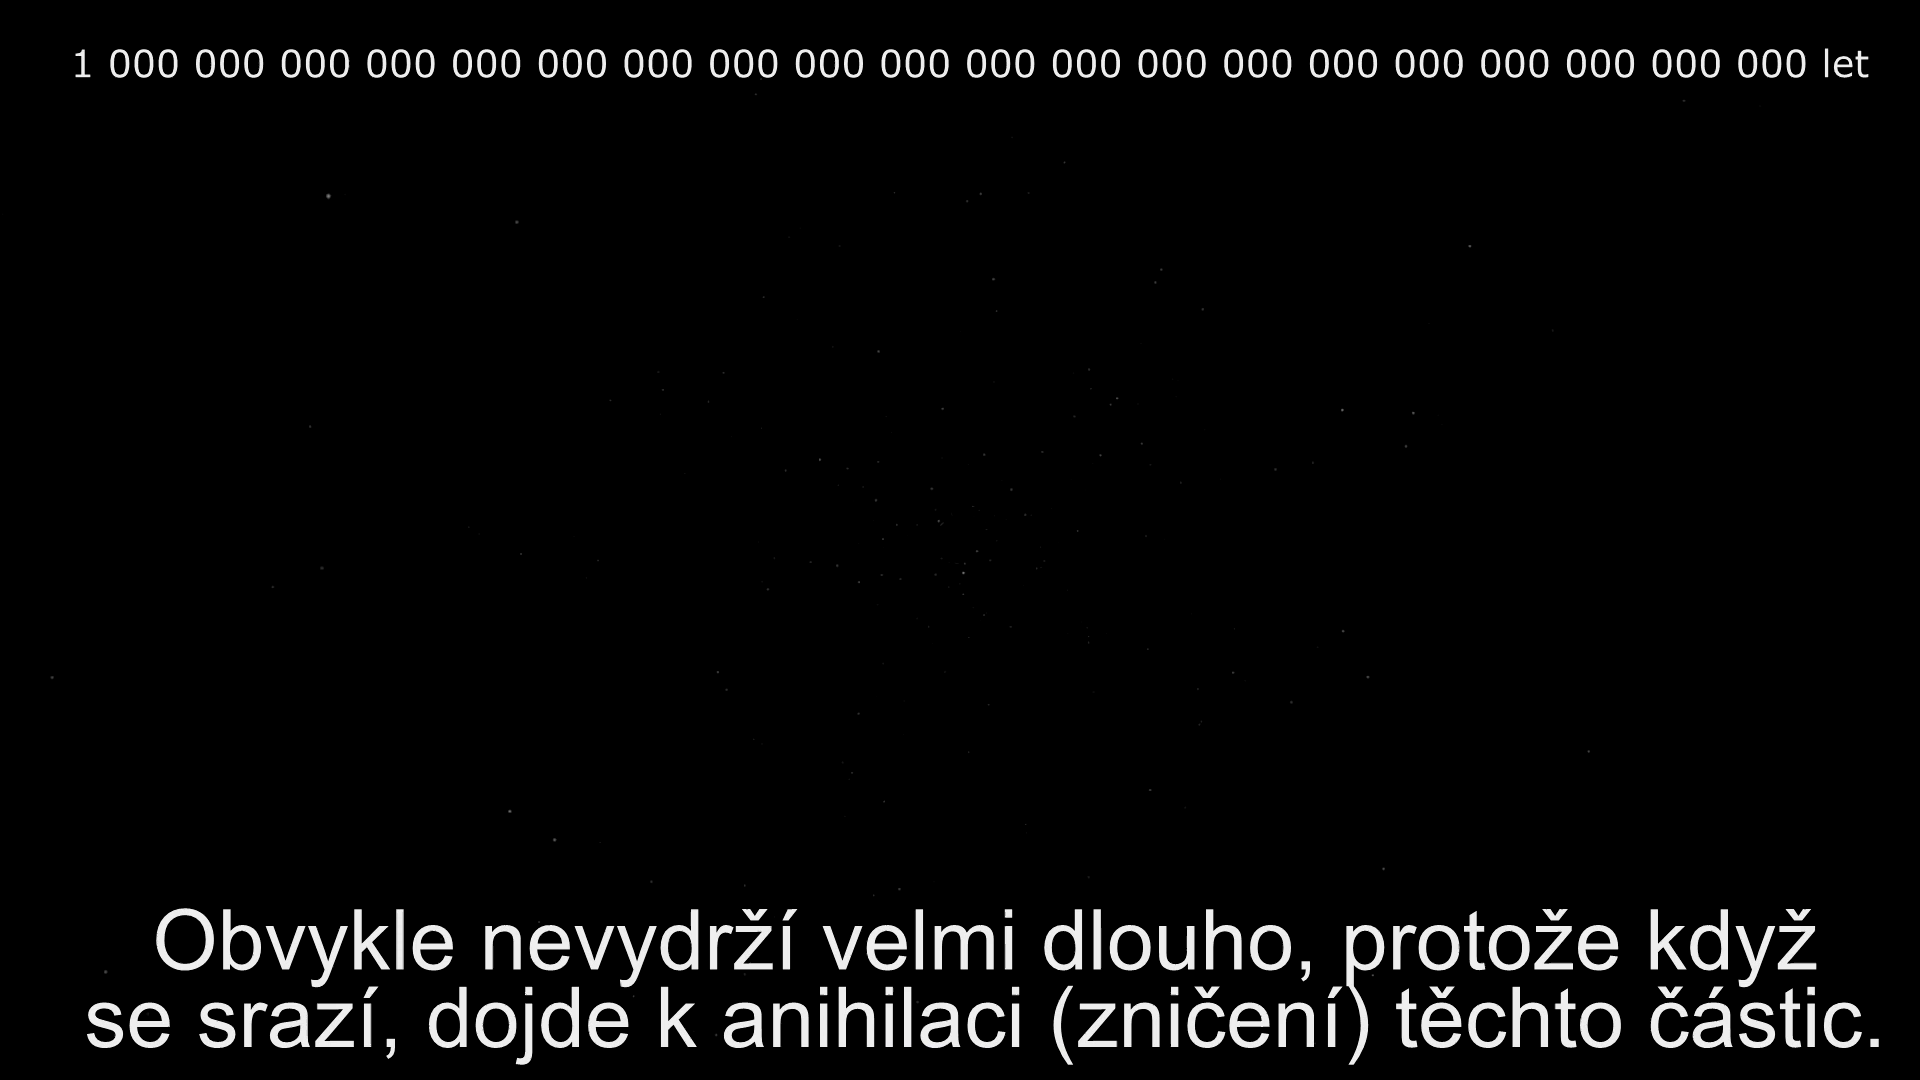 1 000 000 000 000 000 000 000 000 000 000 000 000 000 000 000 000 000 000 000 000 let
Obvykle nevydrží velmi dlouho, protože když
se srazí, dojde k anihilaci (zničení) těchto částic.